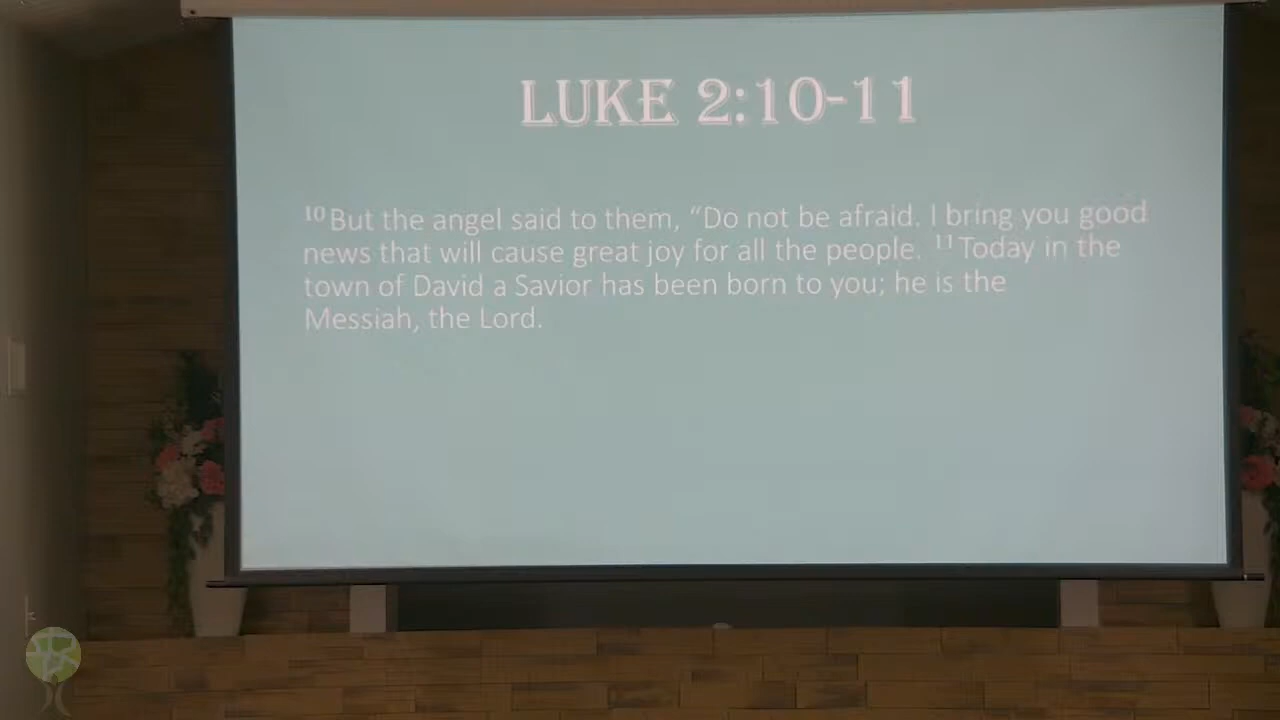 LUKE 2:10-11
10 But the angel said to them, “Do not be afraid. I bring you good
news that will cause great joy for all the people. 11 Today in the
town of David a Savior has been born to you; he is the
Messiah, the Lord.